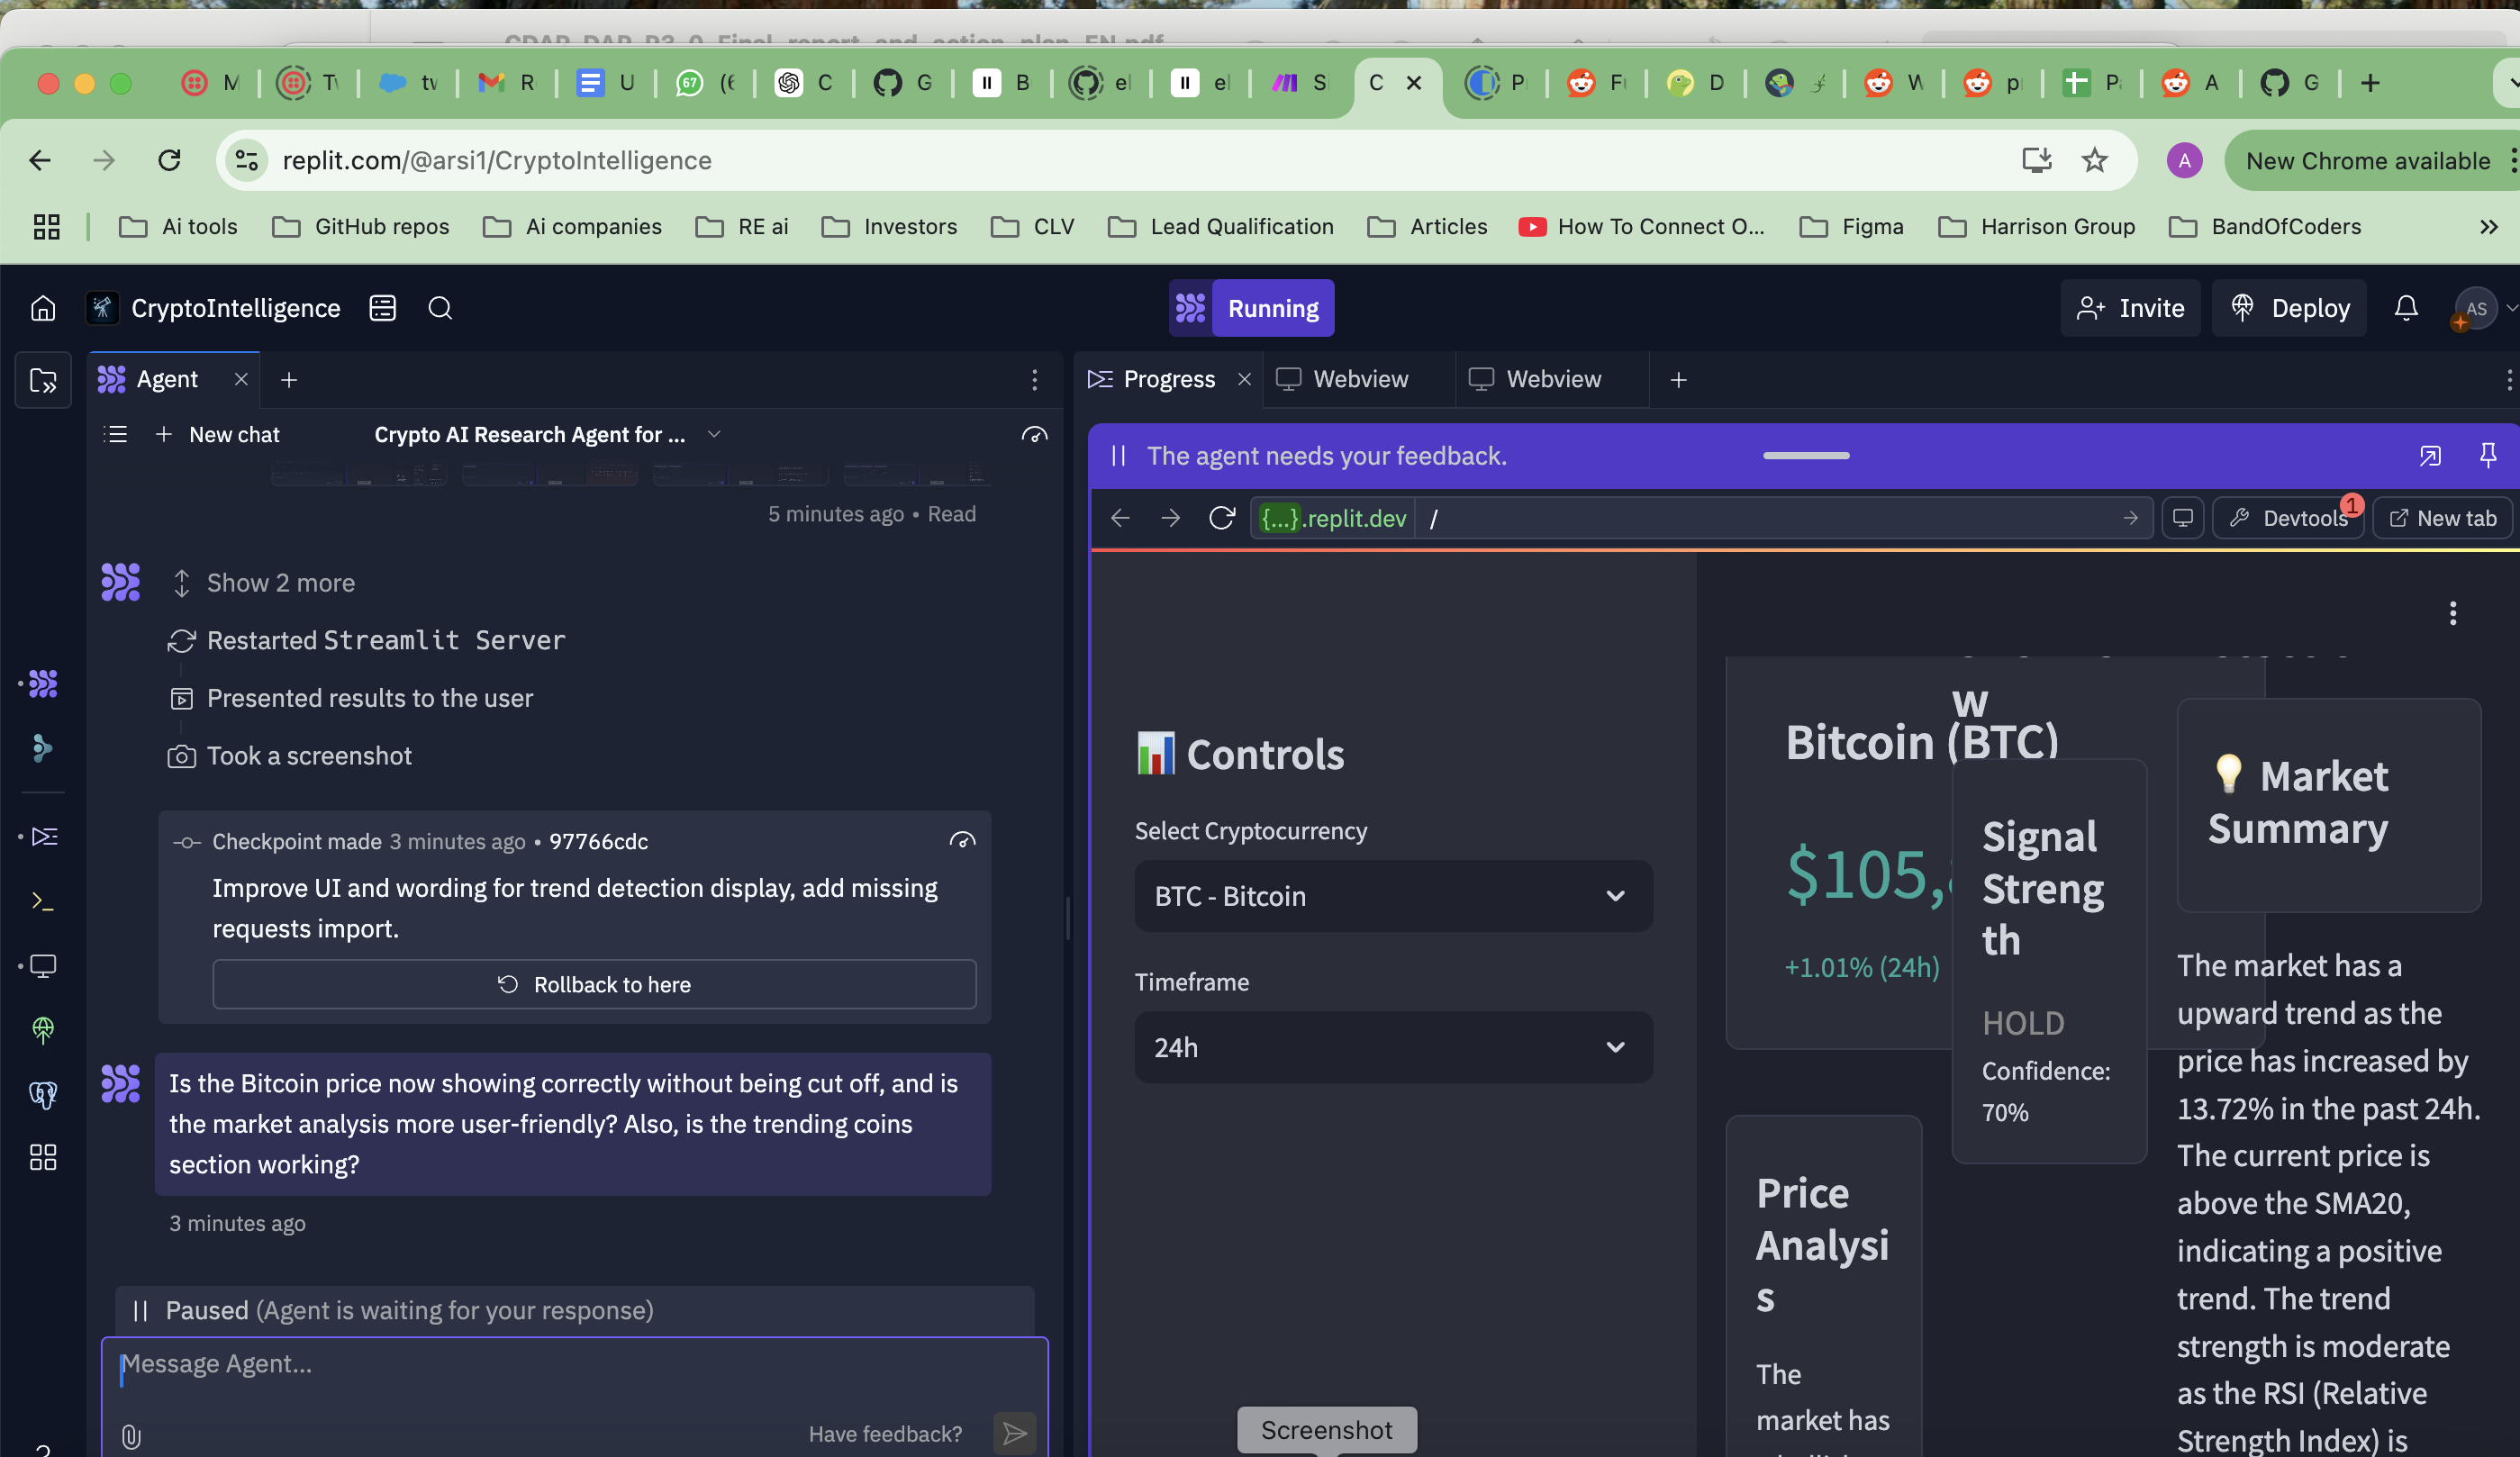 CDAP_DAP_R3_0_Final_report_and_action_plan_EN.pdf
M
Tv
tv
R
U
67
(6
C
G
B
el
el
S
C
P
F
D
W
p
P
A
G
replit.com/@arsi1/CryptoIntelligence
A
New Chrome available
Ai tools
GitHub repos
Ai companies
RE ai
Investors
CLV
Lead Qualification
Articles
How To Connect O...
Figma
Harrison Group
BandOfCoders
CryptoIntelligence
Running
Invite
Deploy
AS
Agent
Progress
Webview
Webview
New chat
Crypto AI Research Agent for ...
The agent needs your feedback.
5 minutes ago • Read
{...}.replit.dev
/
Devtools
1
New tab
Show 2 more
Restarted Streamlit Server
Presented results to the user
Took a screenshot
Checkpoint made 3 minutes ago • 97766cdc
Improve UI and wording for trend detection display, add missing
requests import.
Rollback to here
Is the Bitcoin price now showing correctly without being cut off, and is
the market analysis more user-friendly? Also, is the trending coins
section working?
3 minutes ago
Paused (Agent is waiting for your response)
Message Agent...
Have feedback?
Controls
Select Cryptocurrency
BTC - Bitcoin
Timeframe
24h
w
Bitcoin (BTC)
$105,
+1.01% (24h)
Signal
Streng
th
HOLD
Confidence:
70%
Price
Analysi
s
The
market has
Market
Summary
The market has a
upward trend as the
price has increased by
13.72% in the past 24h.
The current price is
above the SMA20,
indicating a positive
trend. The trend
strength is moderate
as the RSI (Relative
Strength Index) is
Screenshot